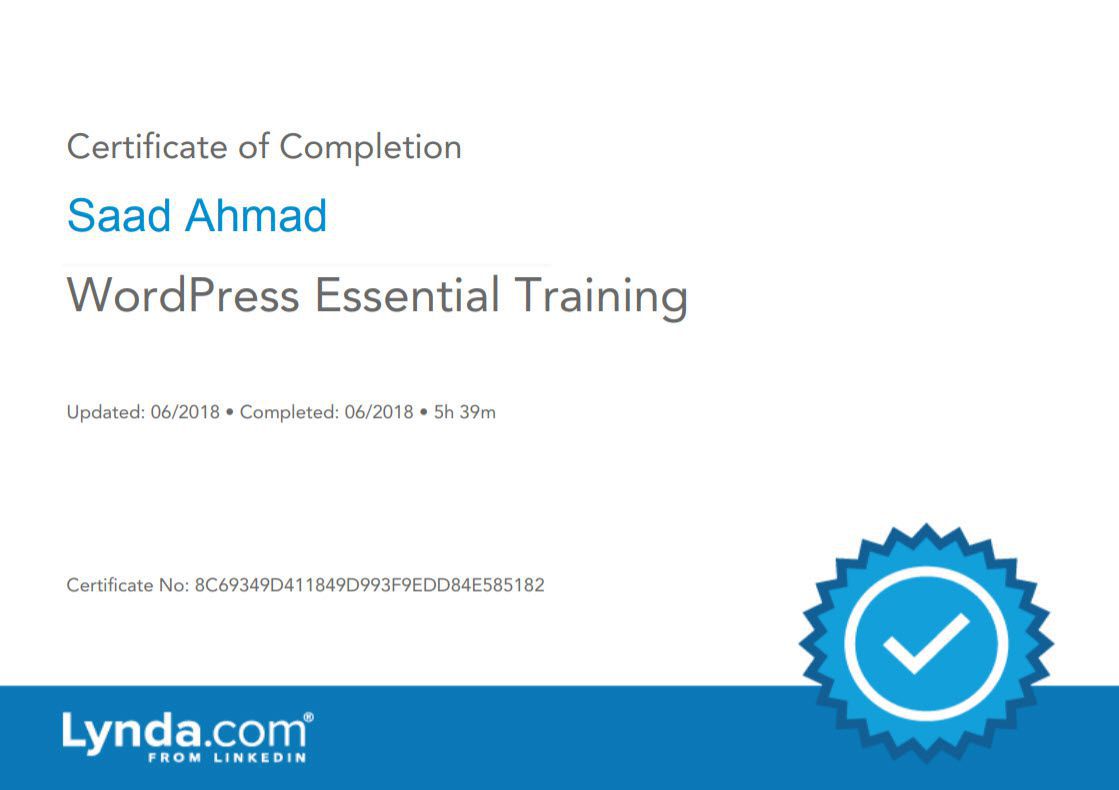 Certificate of Completion
Saad Ahmad
WordPress Essential Training
Updated: 06/2018 • Completed: 06/2018 • 5h 39m
Certificate No: 8C69349D411849D993F9EDD84E585182
Lynda.com®
FROM LINKEDIN